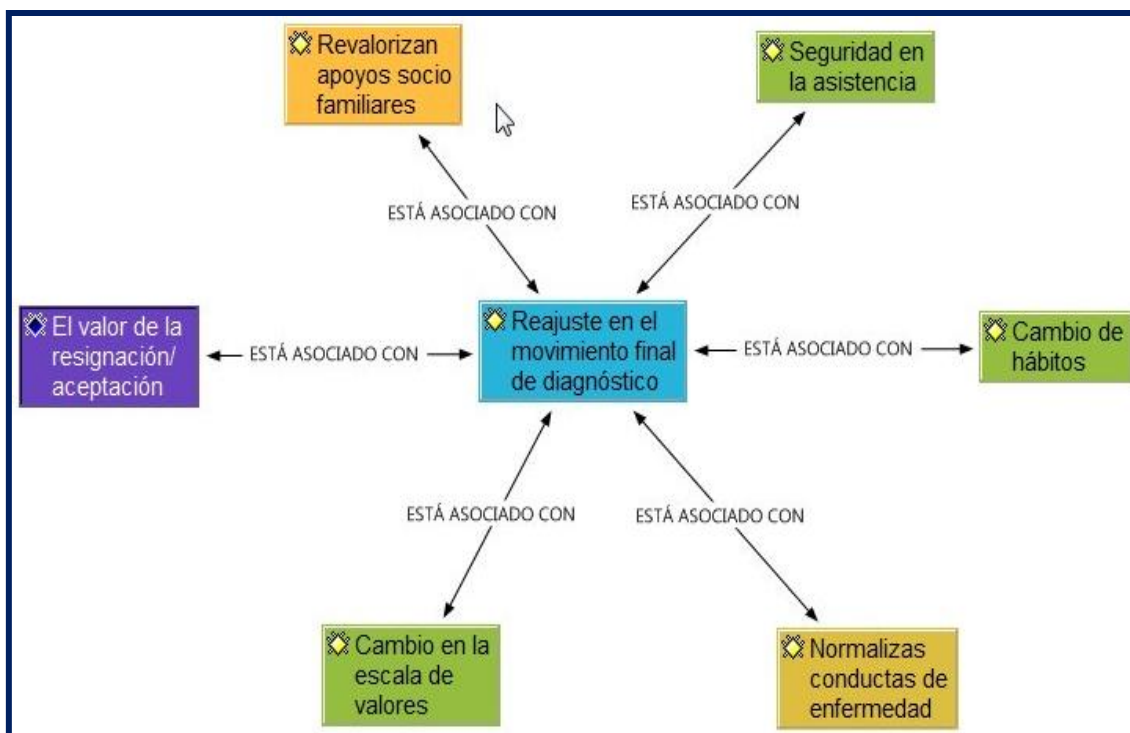 Revalorizan
apoyos socio
familiares
Seguridad en
la asistencia
ESTÁ ASOCIADO CON
ESTÁ ASOCIADO CON
El valor de la
resignación/
aceptación
ESTÁ ASOCIADO CON
Reajuste en el
movimiento final
de diagnóstico
ESTÁ ASOCIADO CON
Cambio de
hábitos
ESTÁ ASOCIADO CON
ESTÁ ASOCIADO CON
Cambio en la
escala de
valores
Normalizas
conductas de
enfermedad